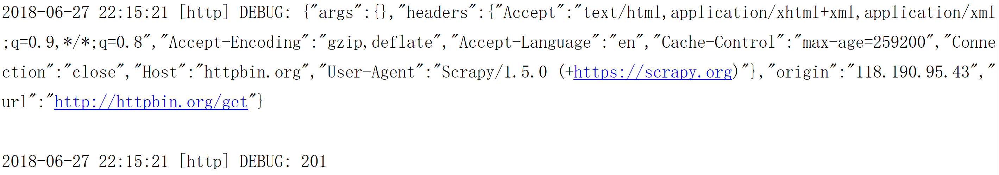 2018-06-27 22:15:21 [http] DEBUG: {"args":{},"headers":{"Accept":"text/html,application/xhtml+xml,application/xml
;q=0.9,*/*;q=0.8","Accept-Encoding":"gzip,deflate","Accept-Language":"en","Cache-Control":"max-age=259200","Conne
ction":"close","Host":"httpbin.org","User-Agent":"Scrapy/1.5.0 (+https://scrapy.org)"},"origin":"118.190.95.43","
url":"http://httpbin.org/get"}
2018-06-27 22:15:21 [http] DEBUG: 201